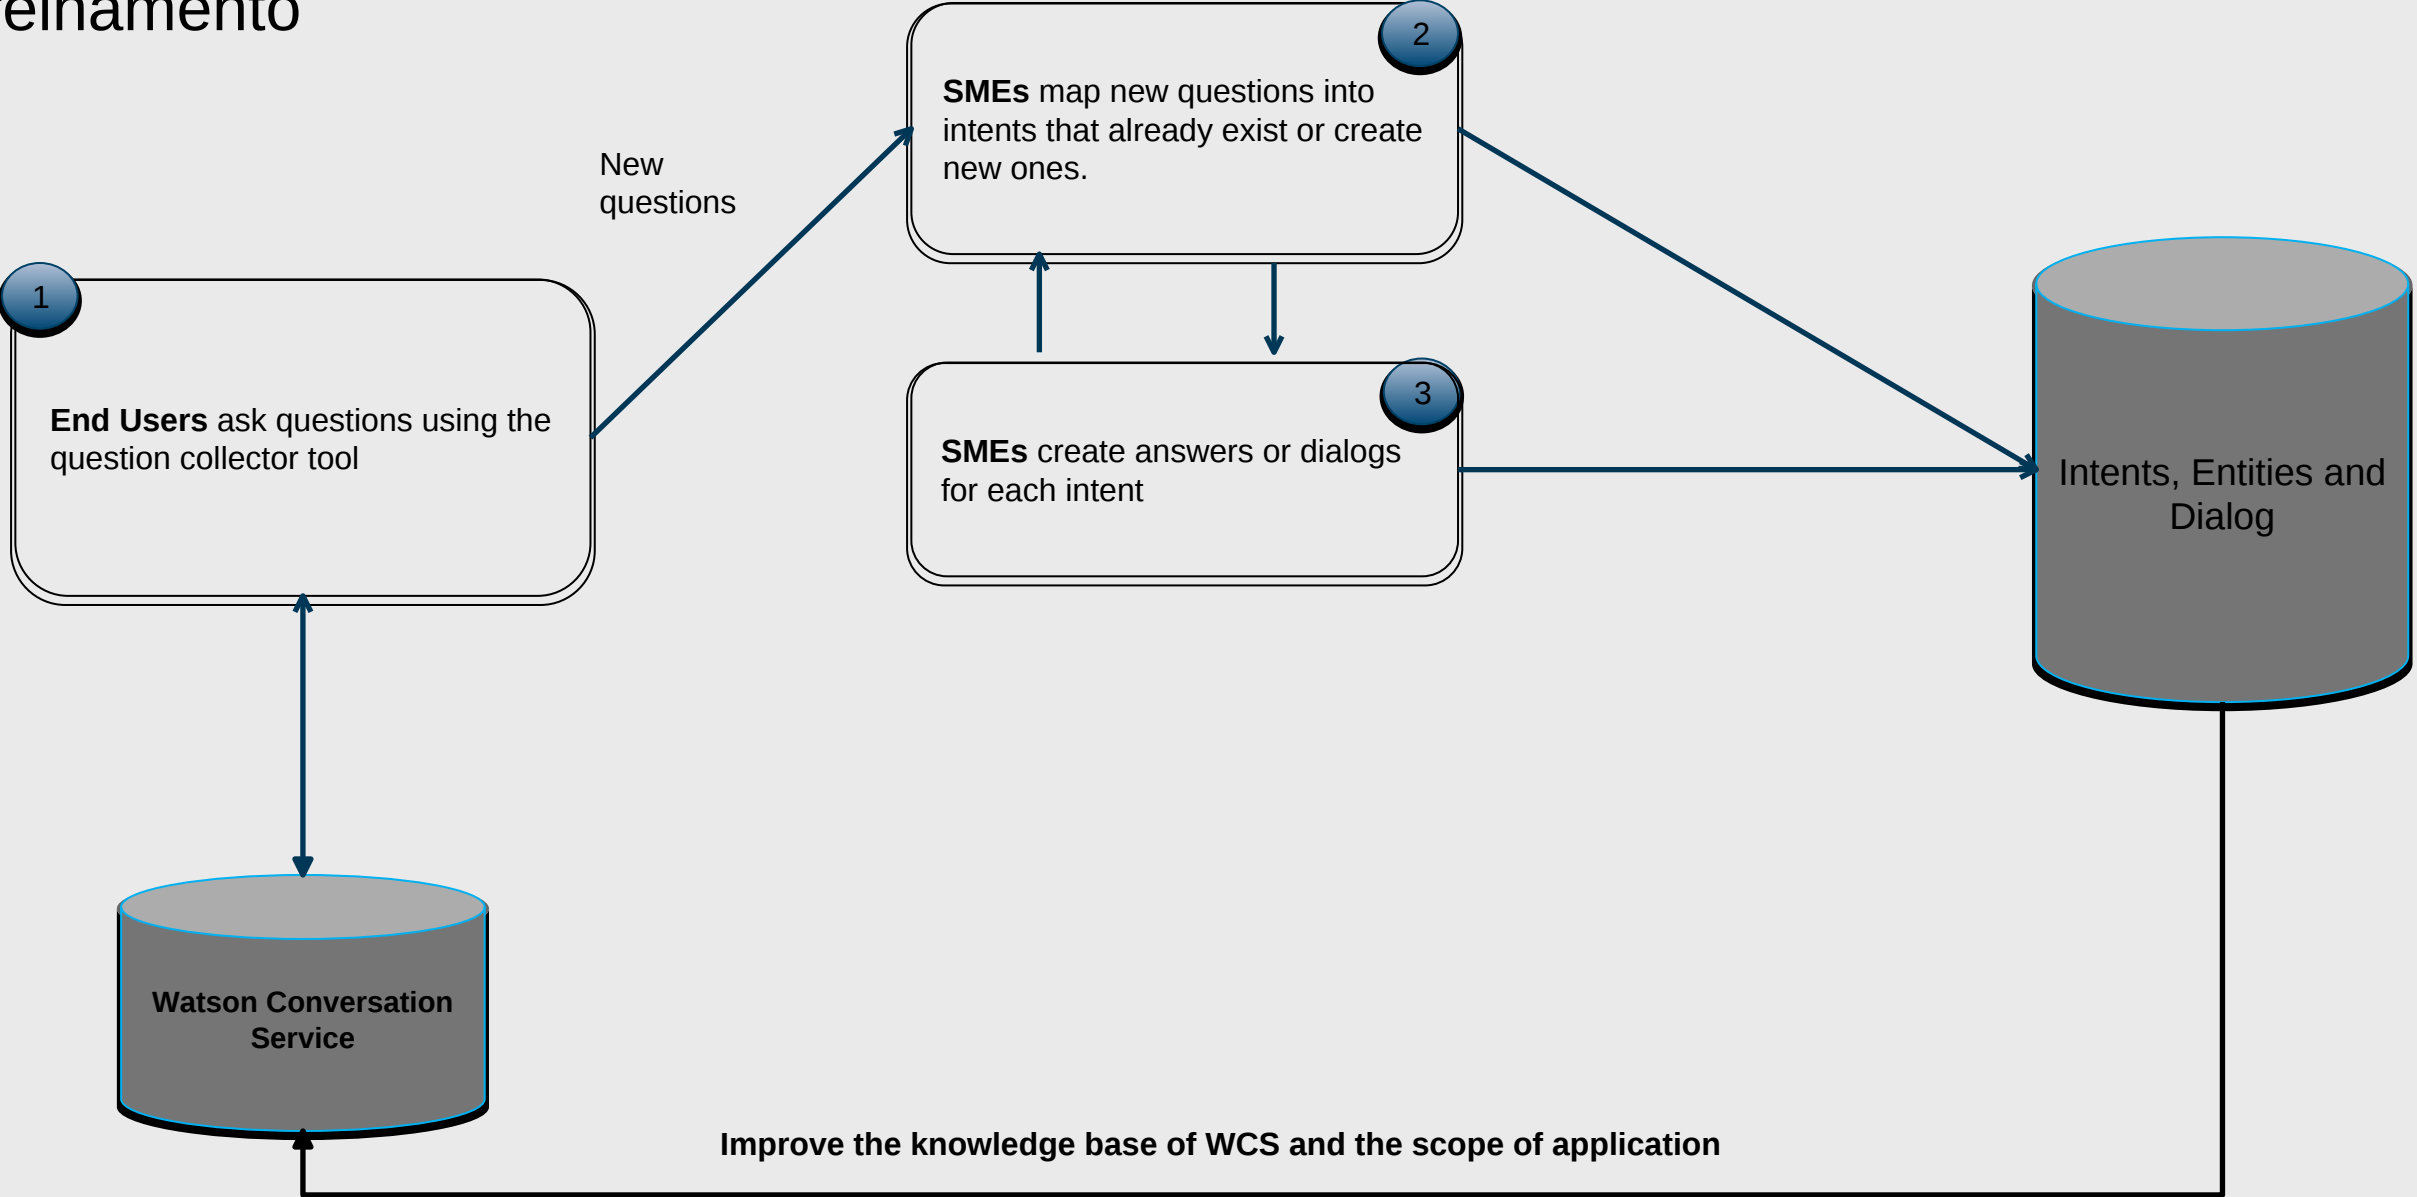 2
SMEs map new questions into
intents that already exist or create
new ones.
New
questions
1
End Users ask questions using the
question collector tool
3
SMEs create answers or dialogs
for each intent
Intents, Entities and
Dialog
Watson Conversation
Service
Improve the knowledge base of WCS and the scope of application